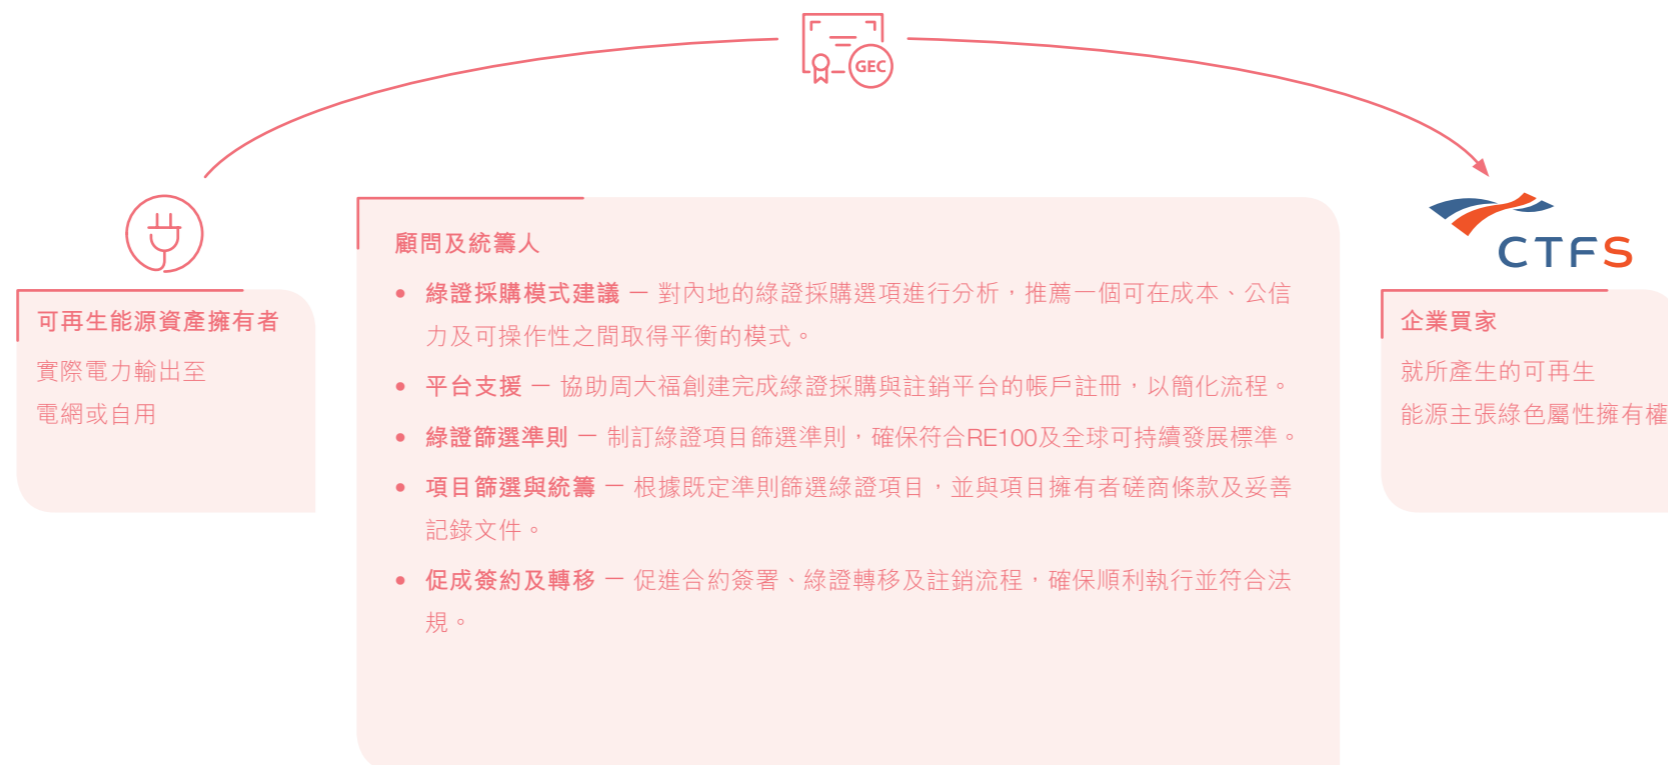 GEC
可再生能源資產擁有者
實際電力輸出至
電網或自用
顧問及統籌人
• 綠證採購模式建議 — 對內地的綠證採購選項進行分析，推薦一個可在成本、公信
力及可操作性之間取得平衡的模式。
• 平台支援 — 協助周大福創建完成綠證採購與註銷平台的帳戶註冊，以簡化流程。
• 綠證篩選準則 — 制訂綠證項目篩選準則，確保符合RE100及全球可持續發展標準。
• 項目篩選與統籌 — 根據既定準則篩選綠證項目，並與項目擁有者磋商條款及妥善
記錄文件。
• 促成簽約及轉移 — 促進合約簽署、綠證轉移及註銷流程，確保順利執行並符合法
規。
CTFS
企業買家
就所產生的可再生
能源主張綠色屬性擁有權